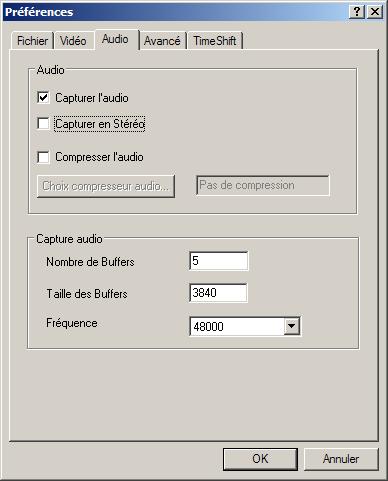 Préférences
Fichier Vidéo Audio Avancé TimeShift
Audio
Capturer l'audio
Capturer en Stéréo
Compresser l'audio
Choix compresseur audio... Pas de compression
Capture audio
Nombre de Buffers 5
Taille des Buffers 3840
Fréquence 48000
OK Annuler